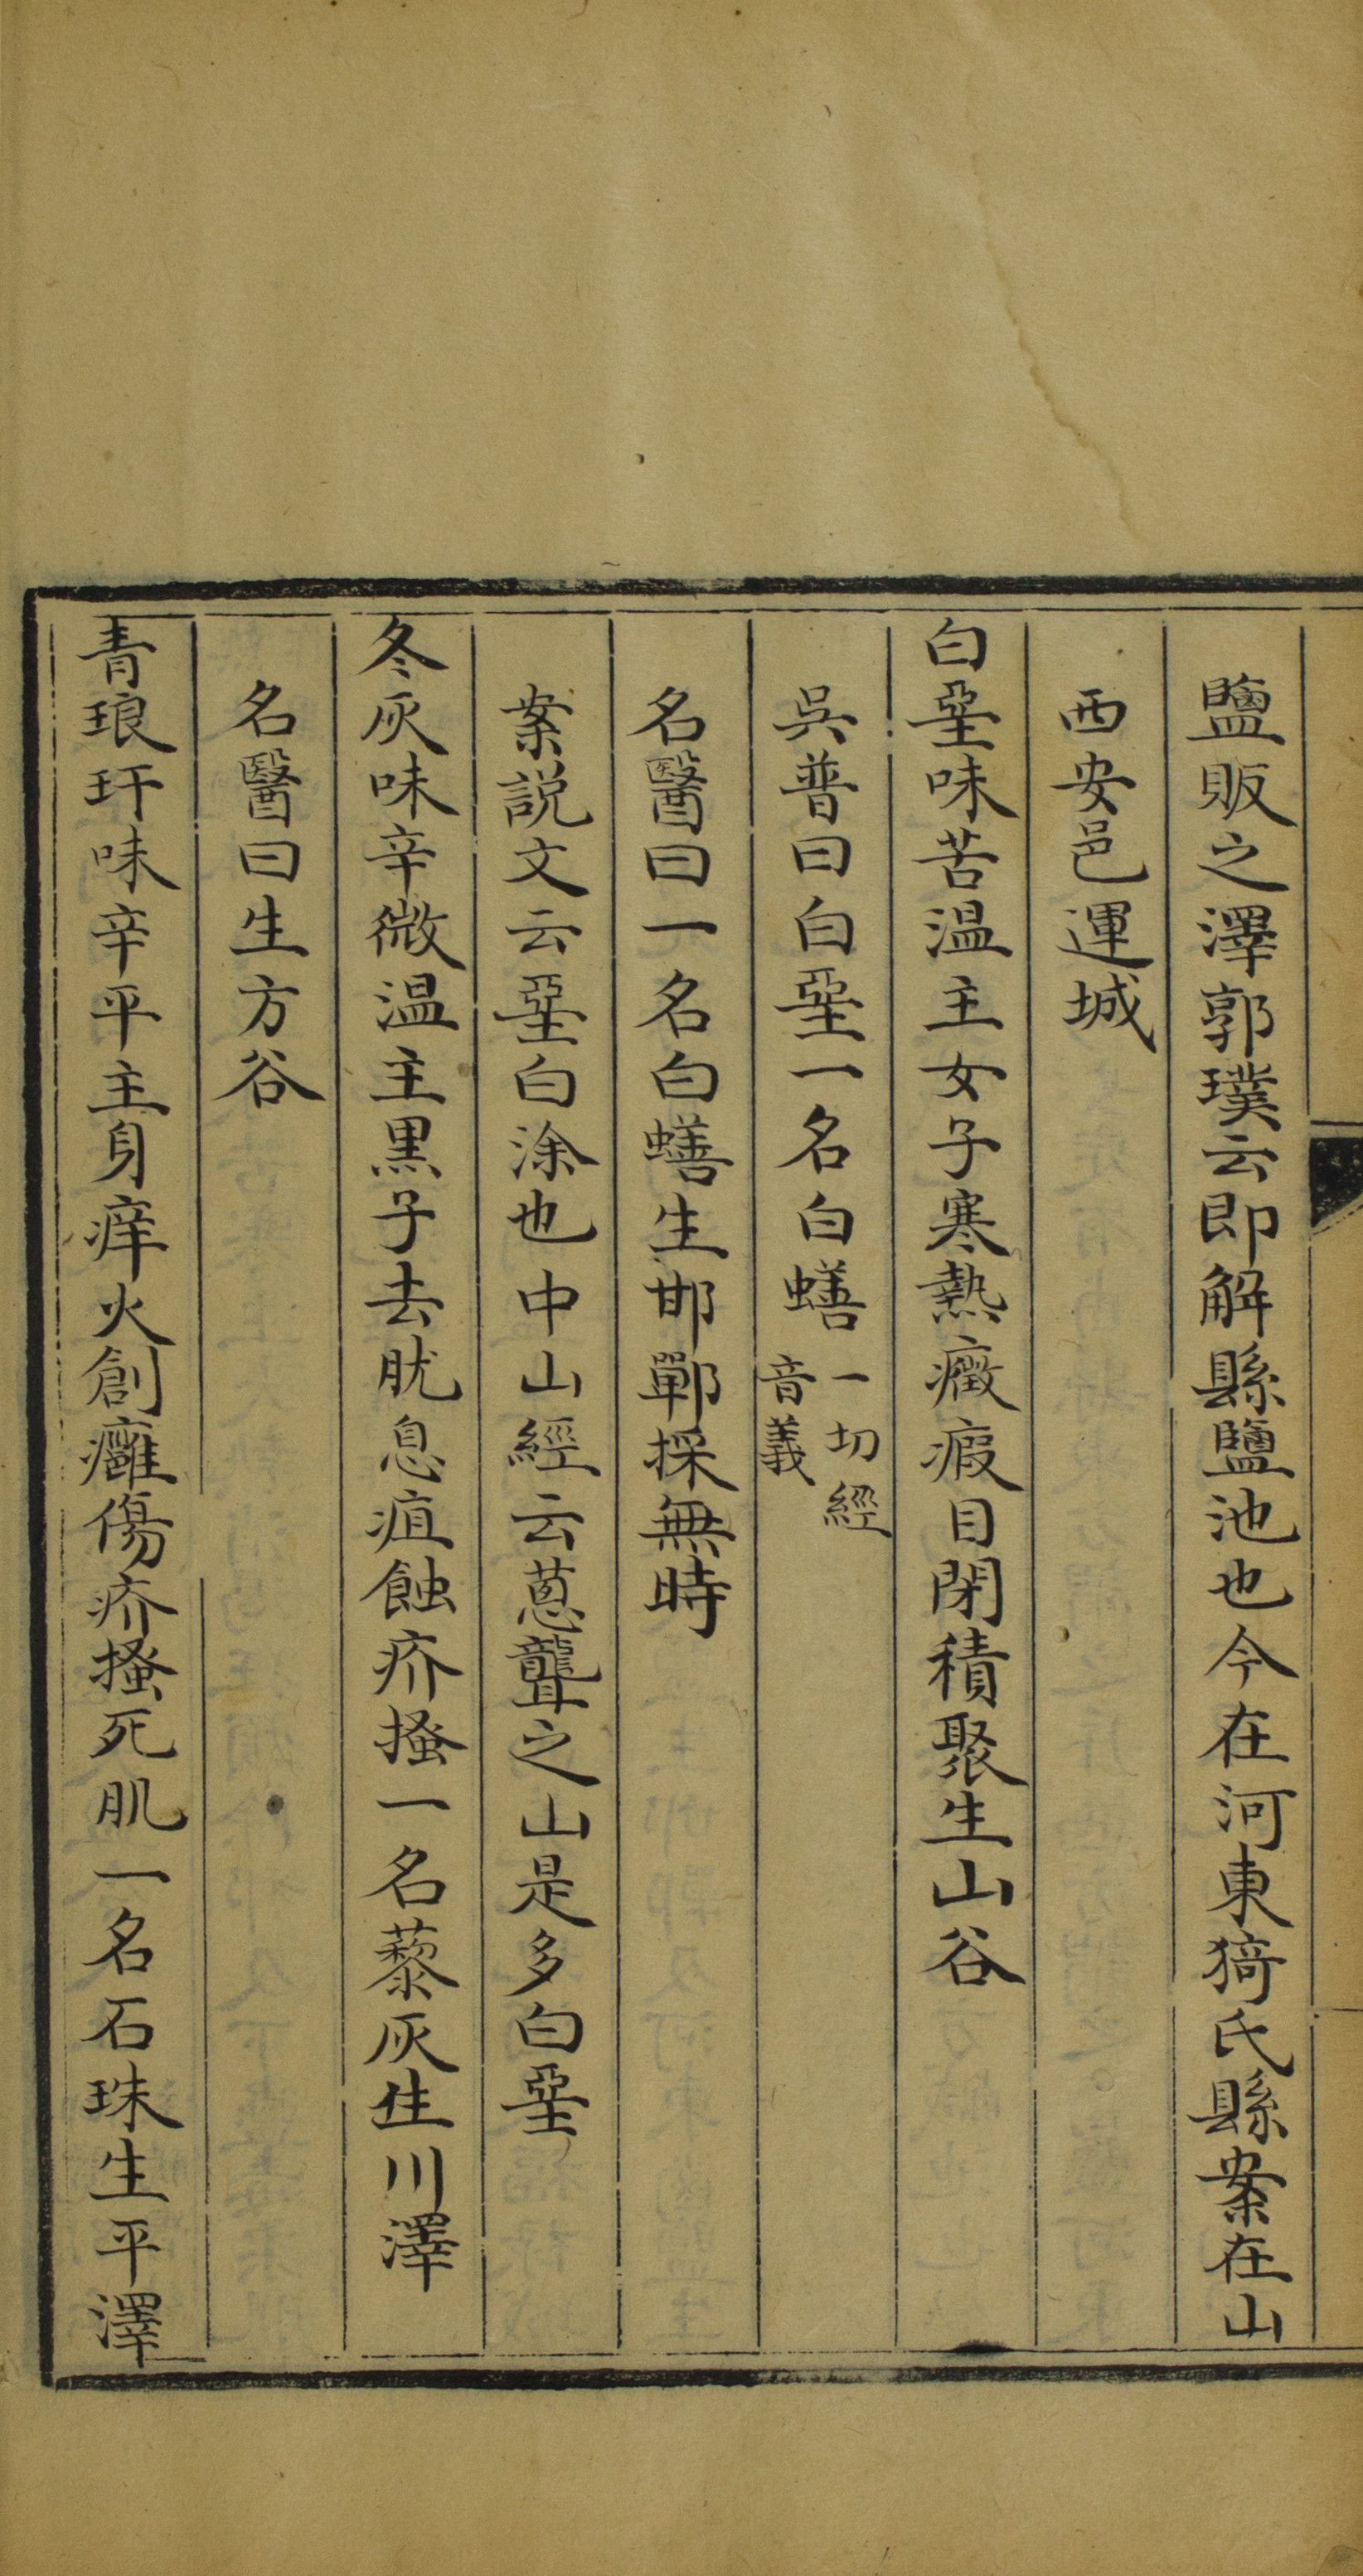 鹽販之澤郭璞云即解縣鹽池也今在河東猗氏縣案在山
西安邑運城
白堊味苦温主女子寒熱癥瘕目閉積聚生山谷
吳普曰白堊一名白蟮一切經音義
名醫曰一名白蟮生邯鄲採無時
案説文云堊白涂也中山經云蔥聾之山是多白堊
冬灰味辛微温主黒子去肬息疽蝕疥搔一名藜灰生川澤
名醫曰生方谷
青琅玕味辛平主身痒火創癰傷疥搔死肌一名石珠生平澤